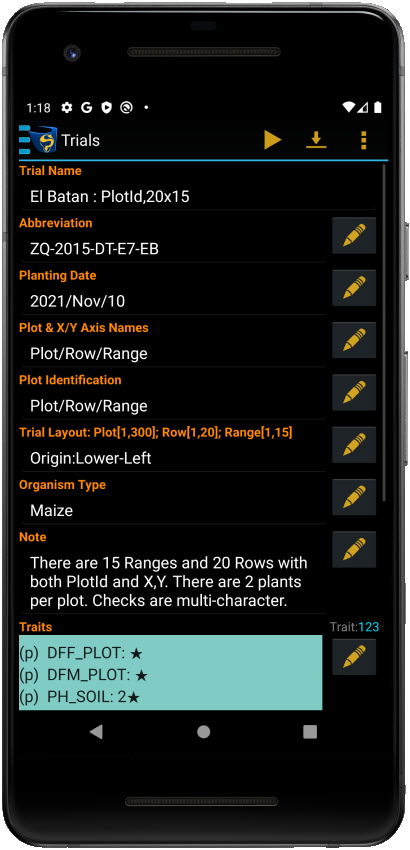 1:18
Trials
Trial Name
El Batan : PlotId,20x15
Abbreviation
ZQ-2015-DT-E7-EB
Planting Date
2021/Nov/10
Plot & X/Y Axis Names
Plot/Row/Range
Plot Identification
Plot/Row/Range
Trial Layout: Plot[1,300]; Row[1,20]; Range[1,15]
Origin:Lower-Left
Organism Type
Maize
Note
There are 15 Ranges and 20 Rows with
both PlotId and X,Y. There are 2 plants
per plot. Checks are multi-character.
Traits Trait:123
(p) DFF_PLOT: ★
(p) DFM_PLOT: ★
(p) PH_SOIL: 2★